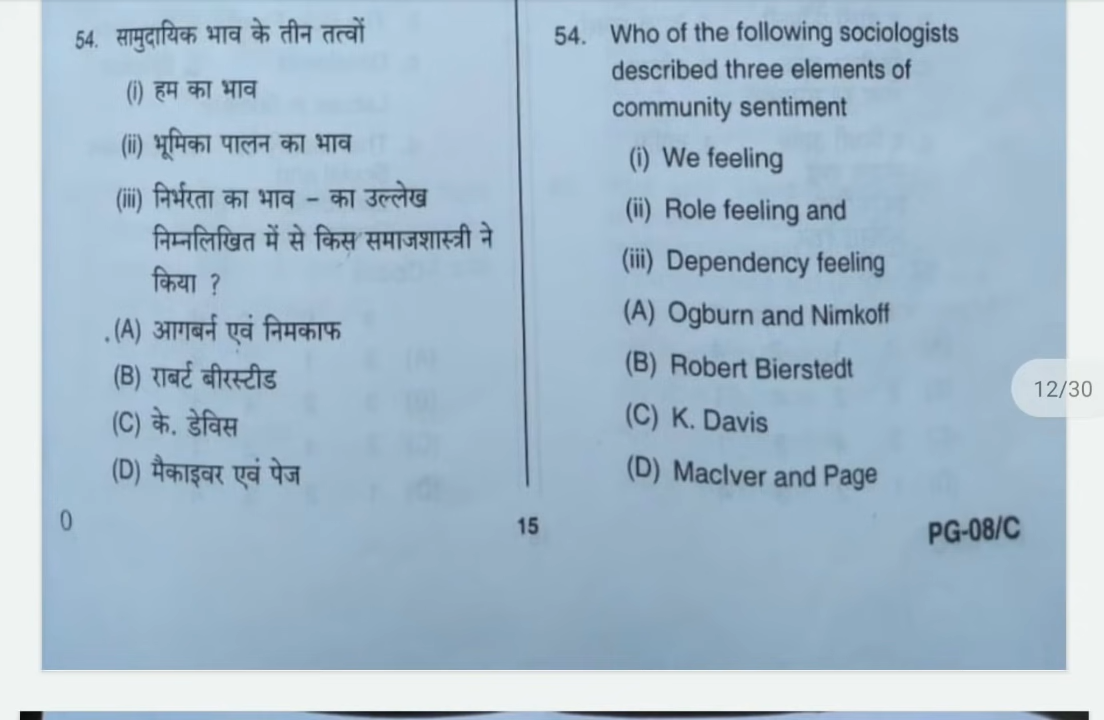 54. सामुदायिक भाव के तीन तत्वों
(i) हम का भाव
(ii) भूमिका पालन का भाव
(iii) निर्भरता का भाव – का उल्लेख
निम्नलिखित में से किस समाजशास्त्री ने
किया ?
(A) आगबर्न एवं निमकाफ
(B) राबर्ट बीरस्टीड
(C) के. डेविस
(D) मैकाइवर एवं पेज
54. Who of the following sociologists
described three elements of
community sentiment
(i) We feeling
(ii) Role feeling and
(iii) Dependency feeling
(A) Ogburn and Nimkoff
(B) Robert Bierstedt
(C) K. Davis
(D) MacIver and Page
12/30
0
15
PG-08/C